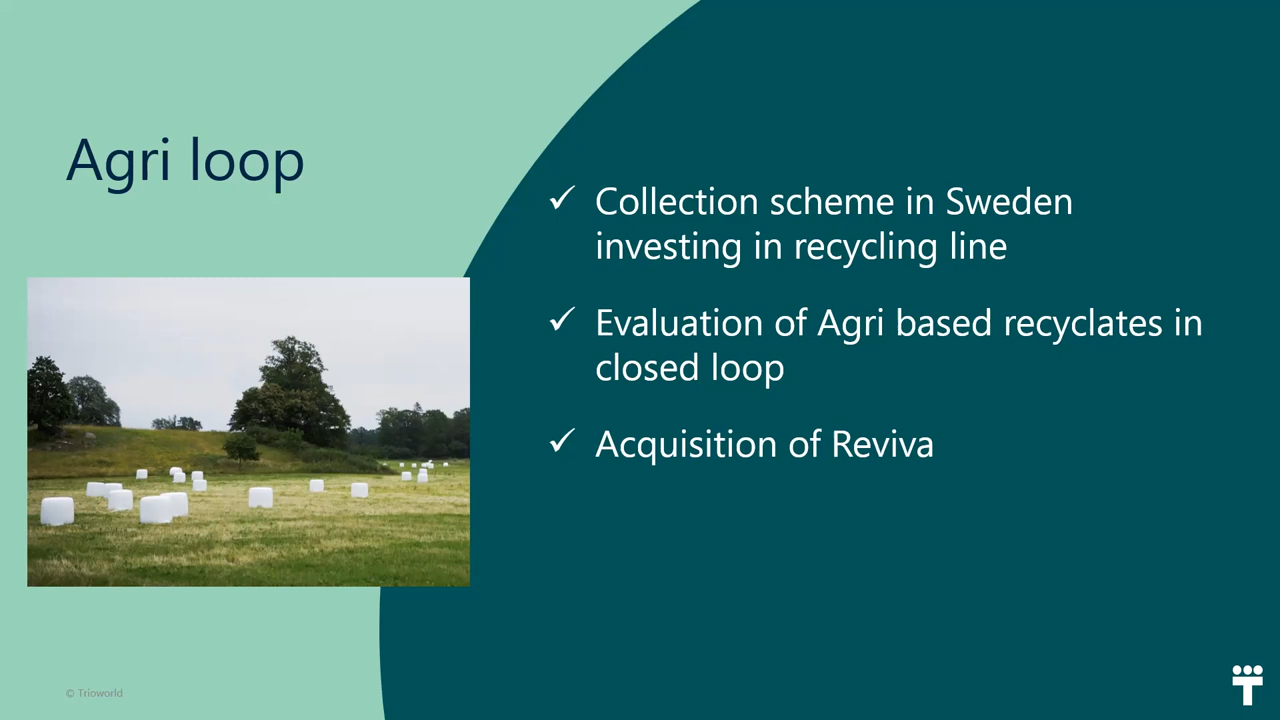 Agri loop
✓ Collection scheme in Sweden
investing in recycling line
✓ Evaluation of Agri based recyclates in
closed loop
✓ Acquisition of Reviva
© Trioworld